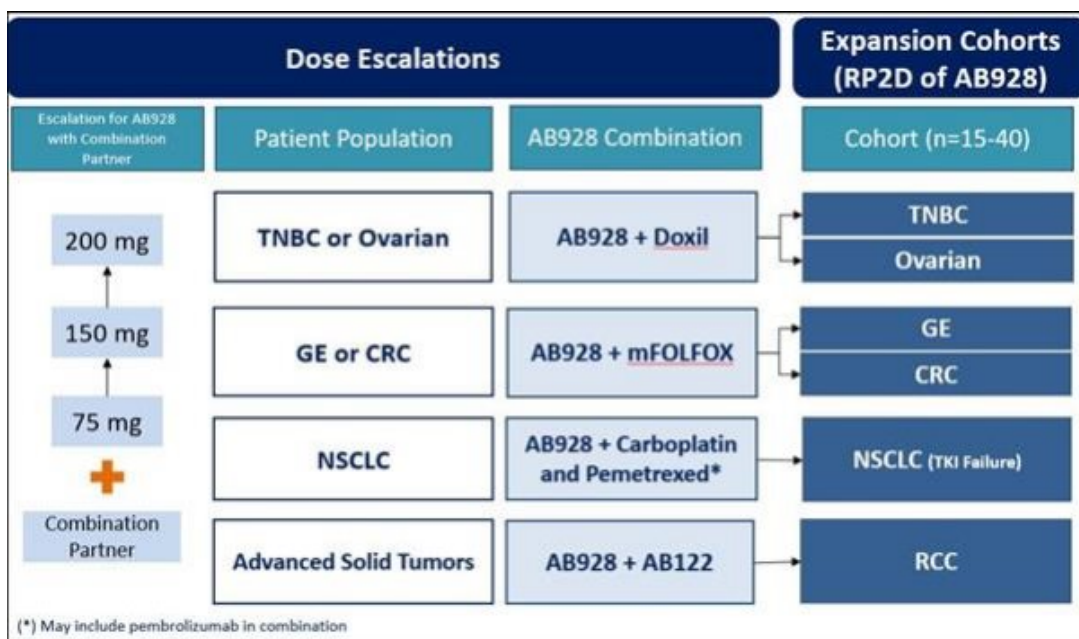 Dose Escalations
Expansion Cohorts
(RP2D of AB928)
Escalation for AB928
with Combination
Partner
Patient Population
AB928 Combination
Cohort (n=15-40)
200 mg
150 mg
75 mg
Combination
Partner
TNBC or Ovarian
AB928 + Doxil
TNBC
Ovarian
GE or CRC
AB928 + mFOLFOX
GE
CRC
NSCLC
AB928 + Carboplatin
and Pemetrexed*
NSCLC (TKI Failure)
Advanced Solid Tumors
AB928 + AB122
RCC
(*) May include pembrolizumab in combination